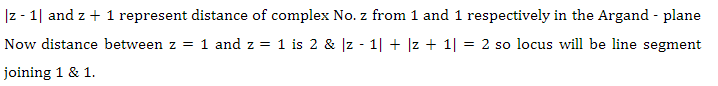 |z - 1| and z + 1 represent distance of complex No. z from 1 and 1 respectively in the Argand - plane
Now distance between z = 1 and z = 1 is 2 & |z - 1| + |z + 1| = 2 so locus will be line segment
joining 1 & 1.